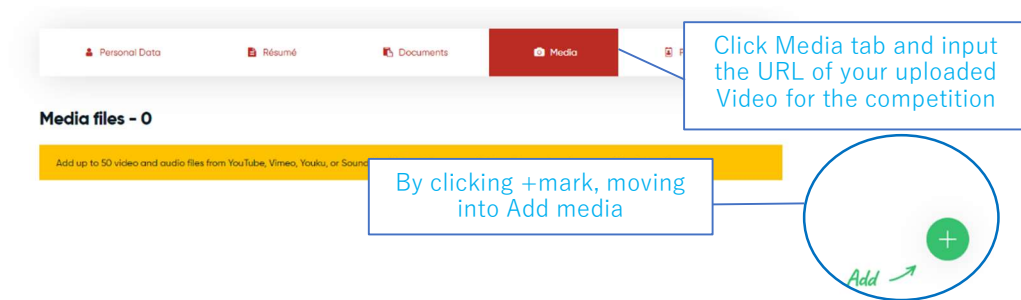 Personal Data
Résumé
Documents
Media
Click Media tab and input
the URL of your uploaded
Video for the competition
Media files - 0
Add up to 50 video and audio files from YouTube, Vimeo, Youku, or
By clicking +mark, moving
into Add media
Add